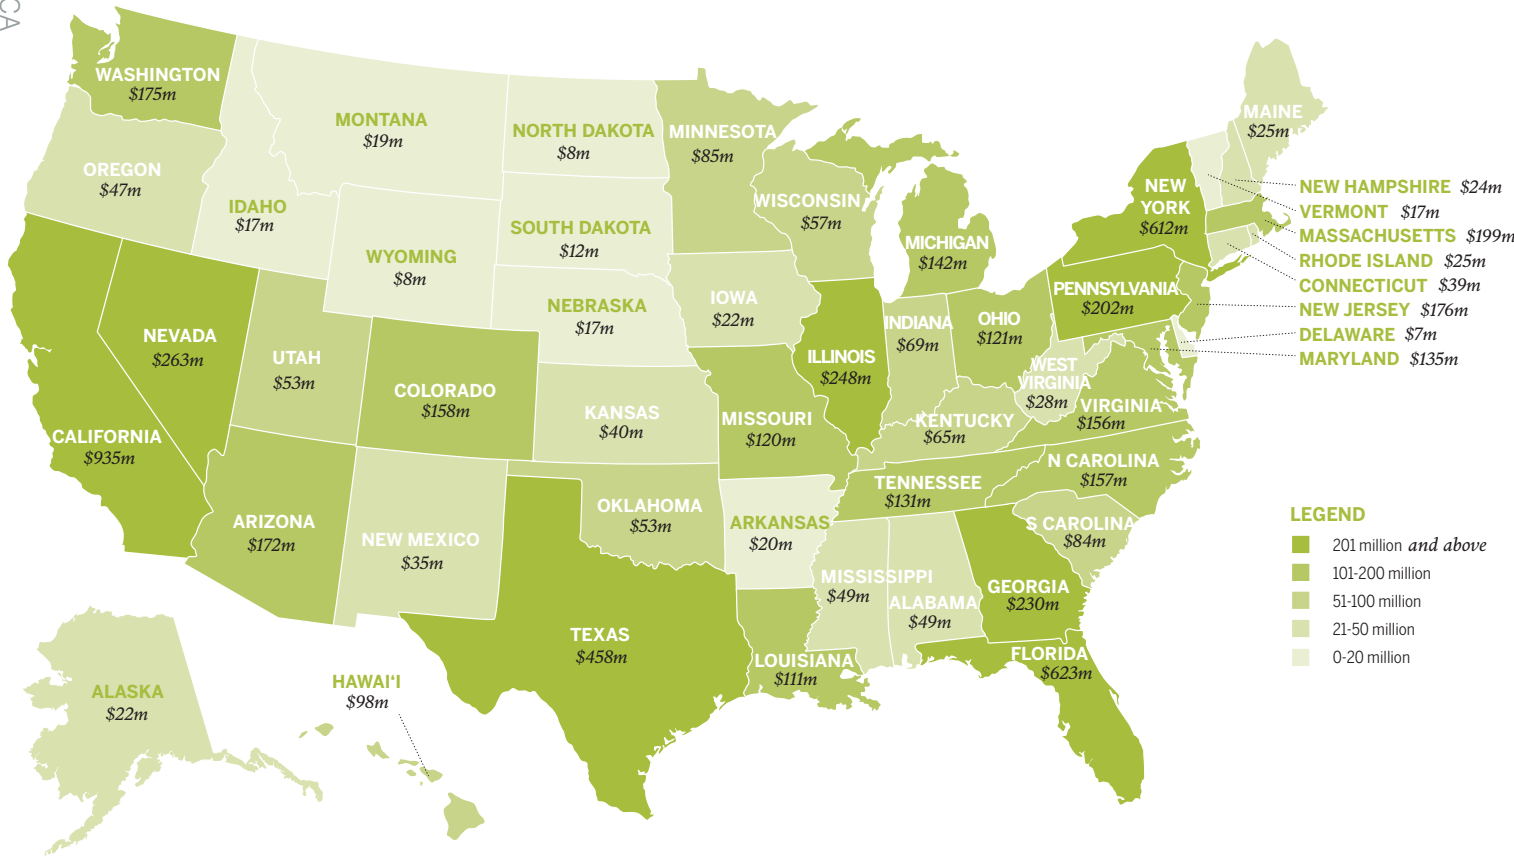 CA
WASHINGTON
$175m
OREGON
$47m
IDAHO
$17m
MONTANA
$19m
NORTH DAKOTA
$8m
MINNESOTA
$85m
WISCONSIN
$57m
MICHIGAN
$142m
NEW
YORK
$612m
MAINE
$25m
NEW HAMPSHIRE $24m
VERMONT $17m
MASSACHUSETTS $199m
RHODE ISLAND $25m
CONNECTICUT $39m
NEW JERSEY $176m
DELAWARE $7m
MARYLAND $135m
WYOMING
$8m
SOUTH DAKOTA
$12m
NEBRASKA
$17m
IOWA
$22m
ILLINOIS
$248m
INDIANA
$69m
OHIO
$121m
PENNSYLVANIA
$202m
NEVADA
$263m
UTAH
$53m
COLORADO
$158m
KANSAS
$40m
MISSOURI
$120m
KENTUCKY
$65m
WEST
VIRGINIA
$28m
VIRGINIA
$156m
CALIFORNIA
$935m
ARIZONA
$172m
NEW MEXICO
$35m
OKLAHOMA
$53m
ARKANSAS
$20m
TENNESSEE
$131m
N CAROLINA
$157m
S CAROLINA
$84m
TEXAS
$458m
LOUISIANA
$111m
MISSISSIPPI
$49m
ALABAMA
$49m
GEORGIA
$230m
FLORIDA
$623m
ALASKA
$22m
HAWAI‘I
$98m
LEGEND
201 million and above
101-200 million
51-100 million
21-50 million
0-20 million